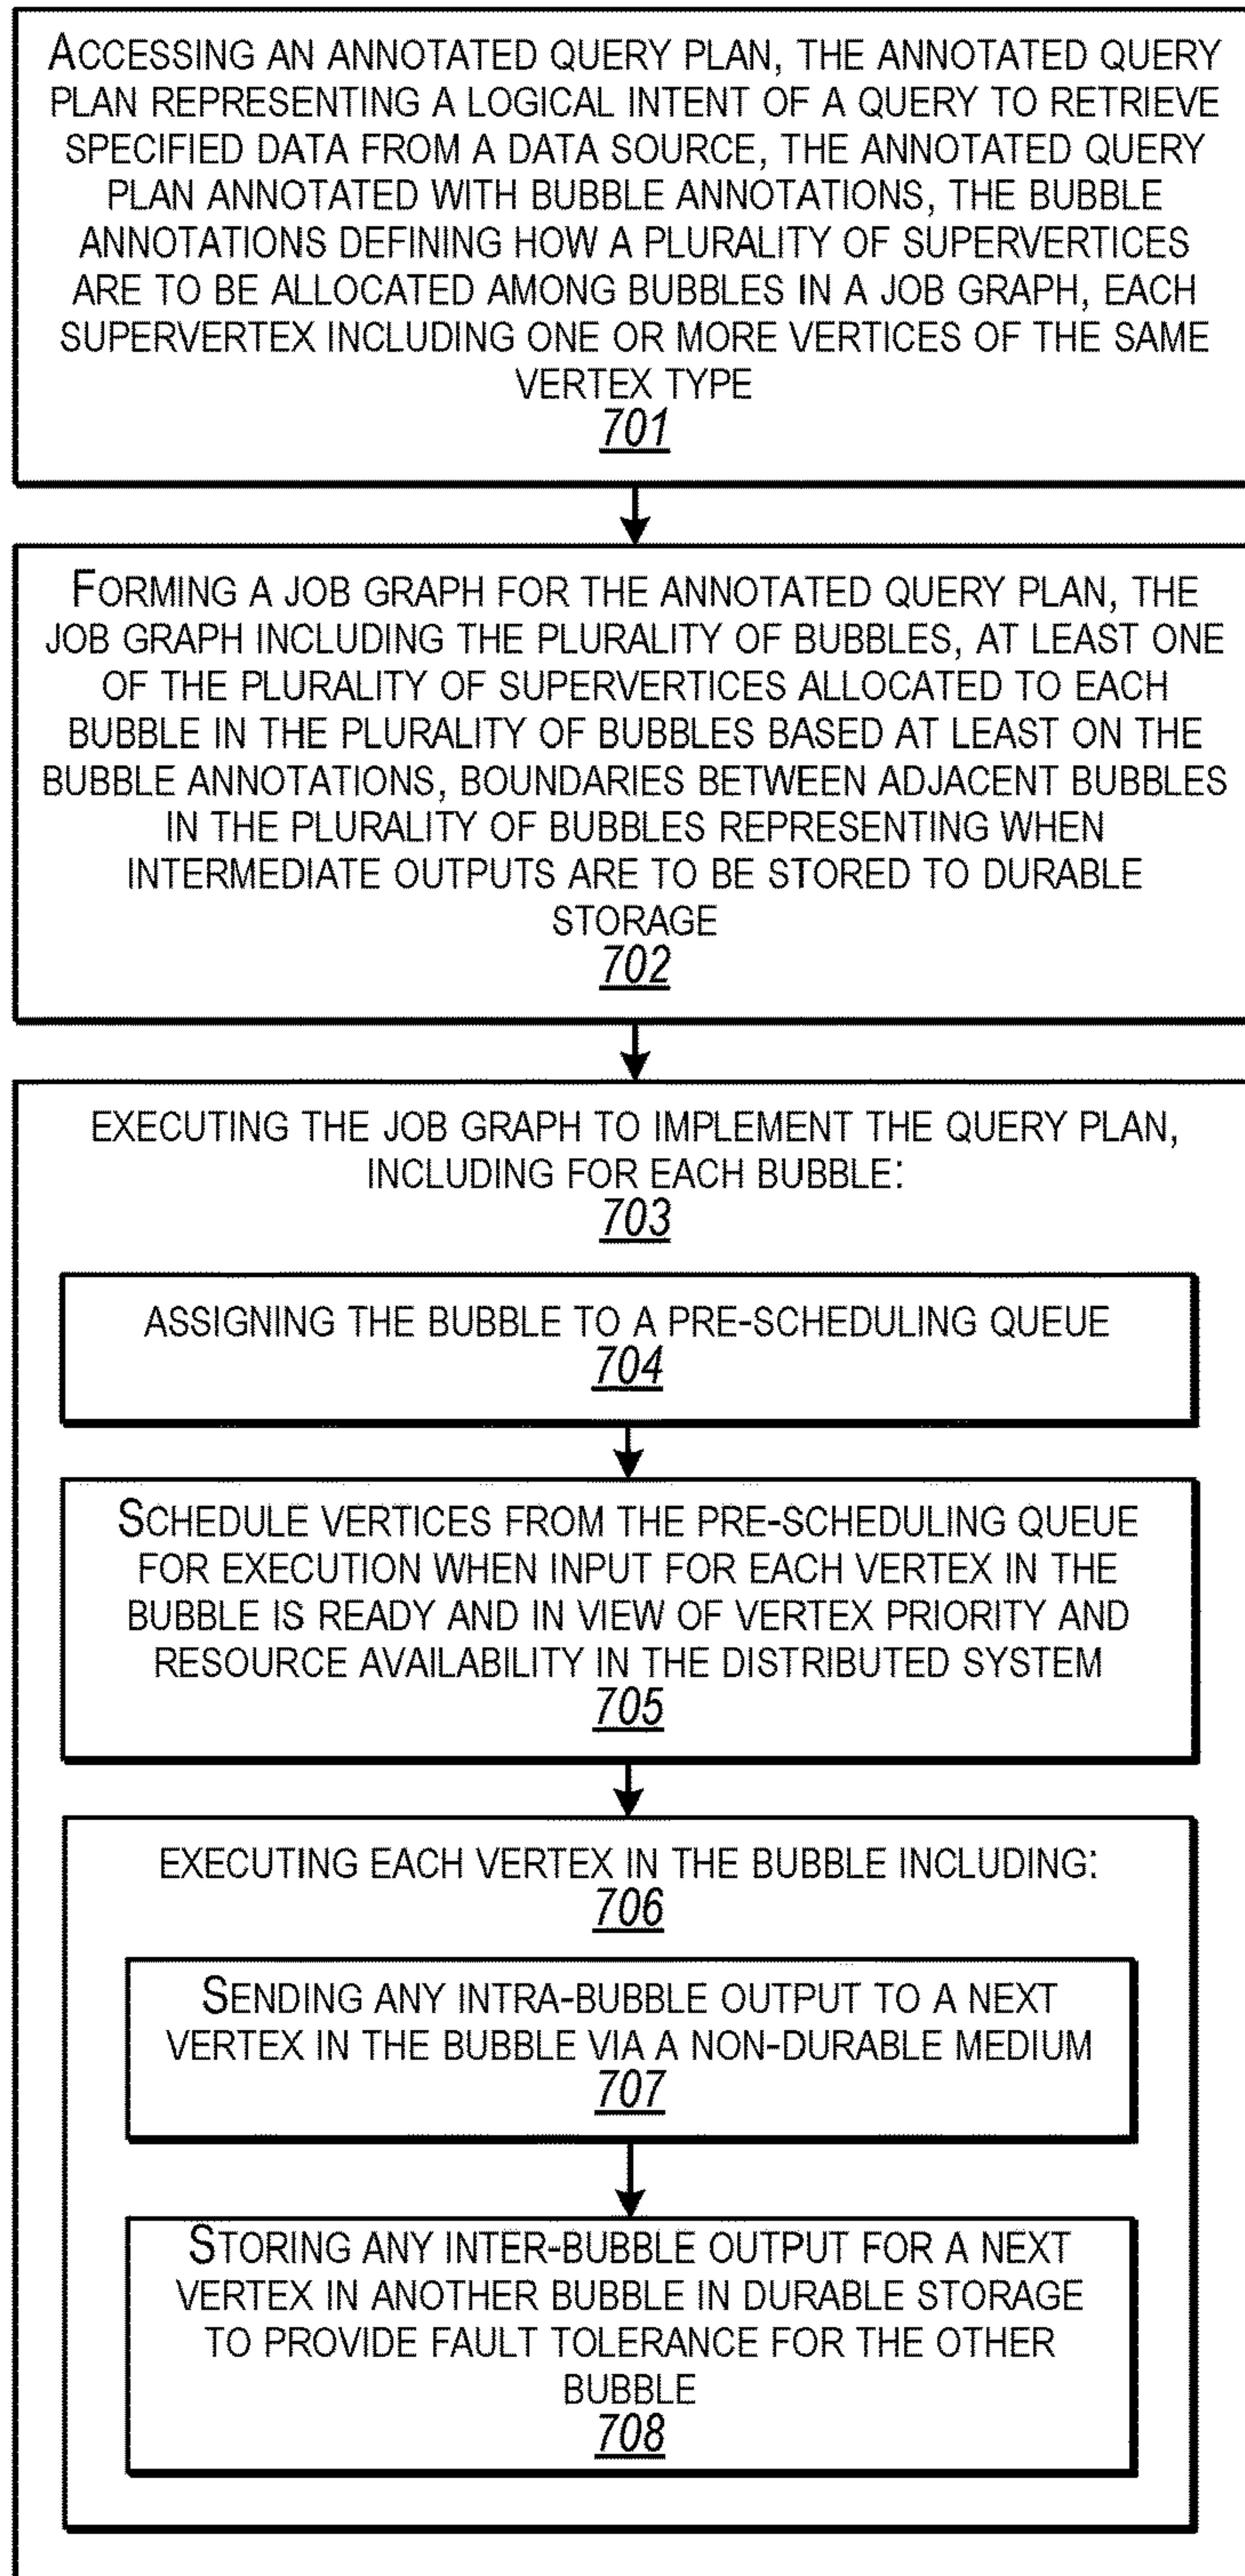 ACCESSING AN ANNOTATED QUERY PLAN, THE ANNOTATED QUERY
PLAN REPRESENTING A LOGICAL INTENT OF A QUERY TO RETRIEVE
SPECIFIED DATA FROM A DATA SOURCE, THE ANNOTATED QUERY
PLAN ANNOTATED WITH BUBBLE ANNOTATIONS, THE BUBBLE
ANNOTATIONS DEFINING HOW A PLURALITY OF SUPERVERTICES
ARE TO BE ALLOCATED AMONG BUBBLES IN A JOB GRAPH, EACH
SUPERVERTEX INCLUDING ONE OR MORE VERTICES OF THE SAME
VERTEX TYPE
701
FORMING A JOB GRAPH FOR THE ANNOTATED QUERY PLAN, THE
JOB GRAPH INCLUDING THE PLURALITY OF BUBBLES, AT LEAST ONE
OF THE PLURALITY OF SUPERVERTICES ALLOCATED TO EACH
BUBBLE IN THE PLURALITY OF BUBBLES BASED AT LEAST ON THE
BUBBLE ANNOTATIONS, BOUNDARIES BETWEEN ADJACENT BUBBLES
IN THE PLURALITY OF BUBBLES REPRESENTING WHEN
INTERMEDIATE OUTPUTS ARE TO BE STORED TO DURABLE
STORAGE
702
EXECUTING THE JOB GRAPH TO IMPLEMENT THE QUERY PLAN,
INCLUDING FOR EACH BUBBLE:
703
ASSIGNING THE BUBBLE TO A PRE-SCHEDULING QUEUE
704
SCHEDULE VERTICES FROM THE PRE-SCHEDULING QUEUE
FOR EXECUTION WHEN INPUT FOR EACH VERTEX IN THE
BUBBLE IS READY AND IN VIEW OF VERTEX PRIORITY AND
RESOURCE AVAILABILITY IN THE DISTRIBUTED SYSTEM
705
EXECUTING EACH VERTEX IN THE BUBBLE INCLUDING:
706
SENDING ANY INTRA-BUBBLE OUTPUT TO A NEXT
VERTEX IN THE BUBBLE VIA A NON-DURABLE MEDIUM
707
STORING ANY INTER-BUBBLE OUTPUT FOR A NEXT
VERTEX IN ANOTHER BUBBLE IN DURABLE STORAGE
TO PROVIDE FAULT TOLERANCE FOR THE OTHER
BUBBLE
708